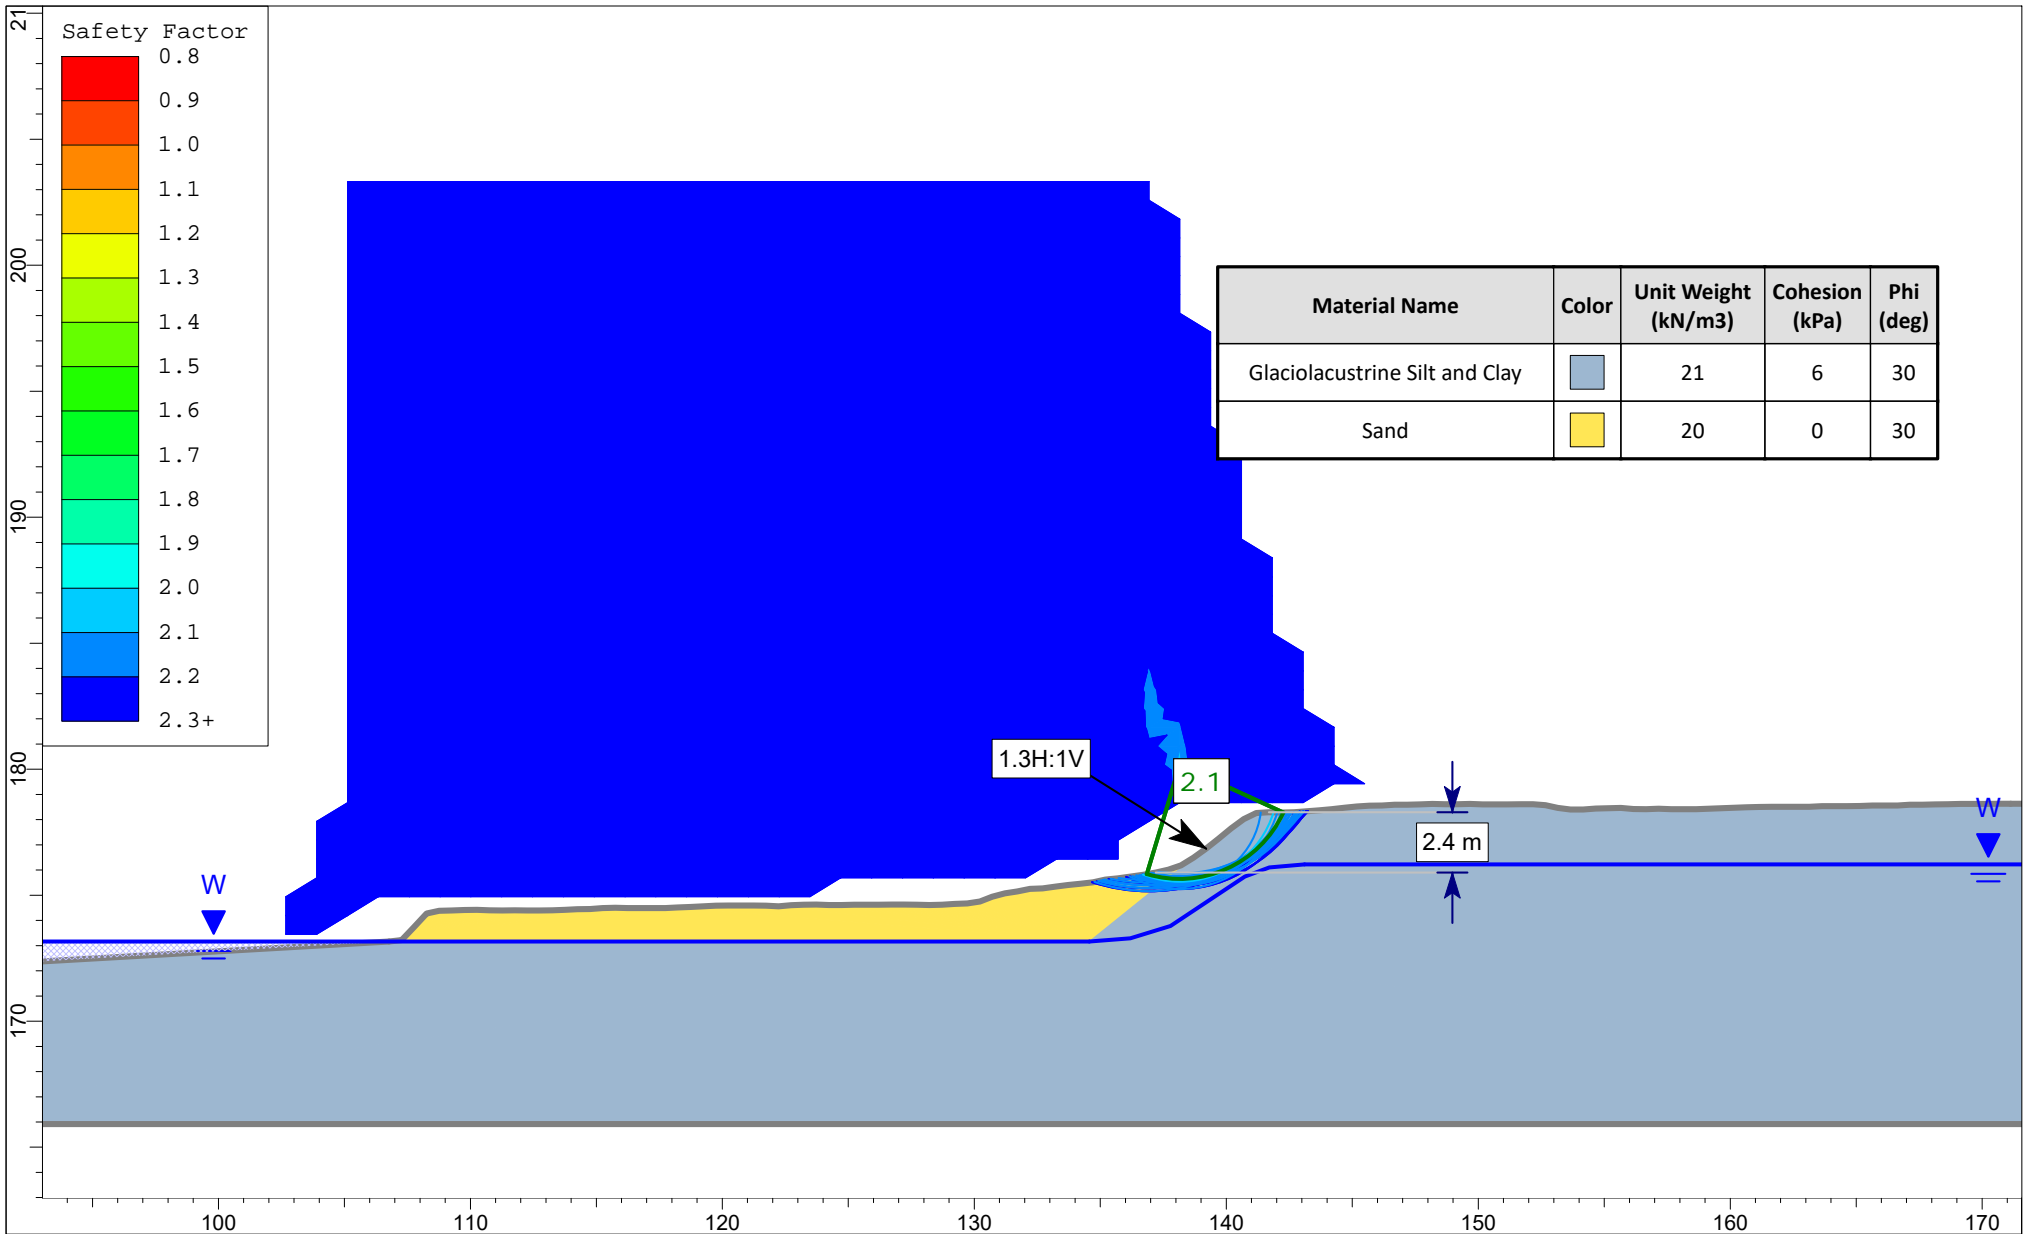 Safety Factor
0.8
0.9
1.0
1.1
1.2
1.3
1.4
1.5
1.6
1.7
1.8
1.9
2.0
2.1
2.2
2.3+
21
200
190
180
170
Material Name Color Unit Weight (kN/m3) Cohesion (kPa) Phi (deg)
Glaciolacustrine Silt and Clay 21 6 30
Sand 20 0 30
1.3H:1V
2.1
2.4 m
W
W
100 110 120 130 140 150 160 170